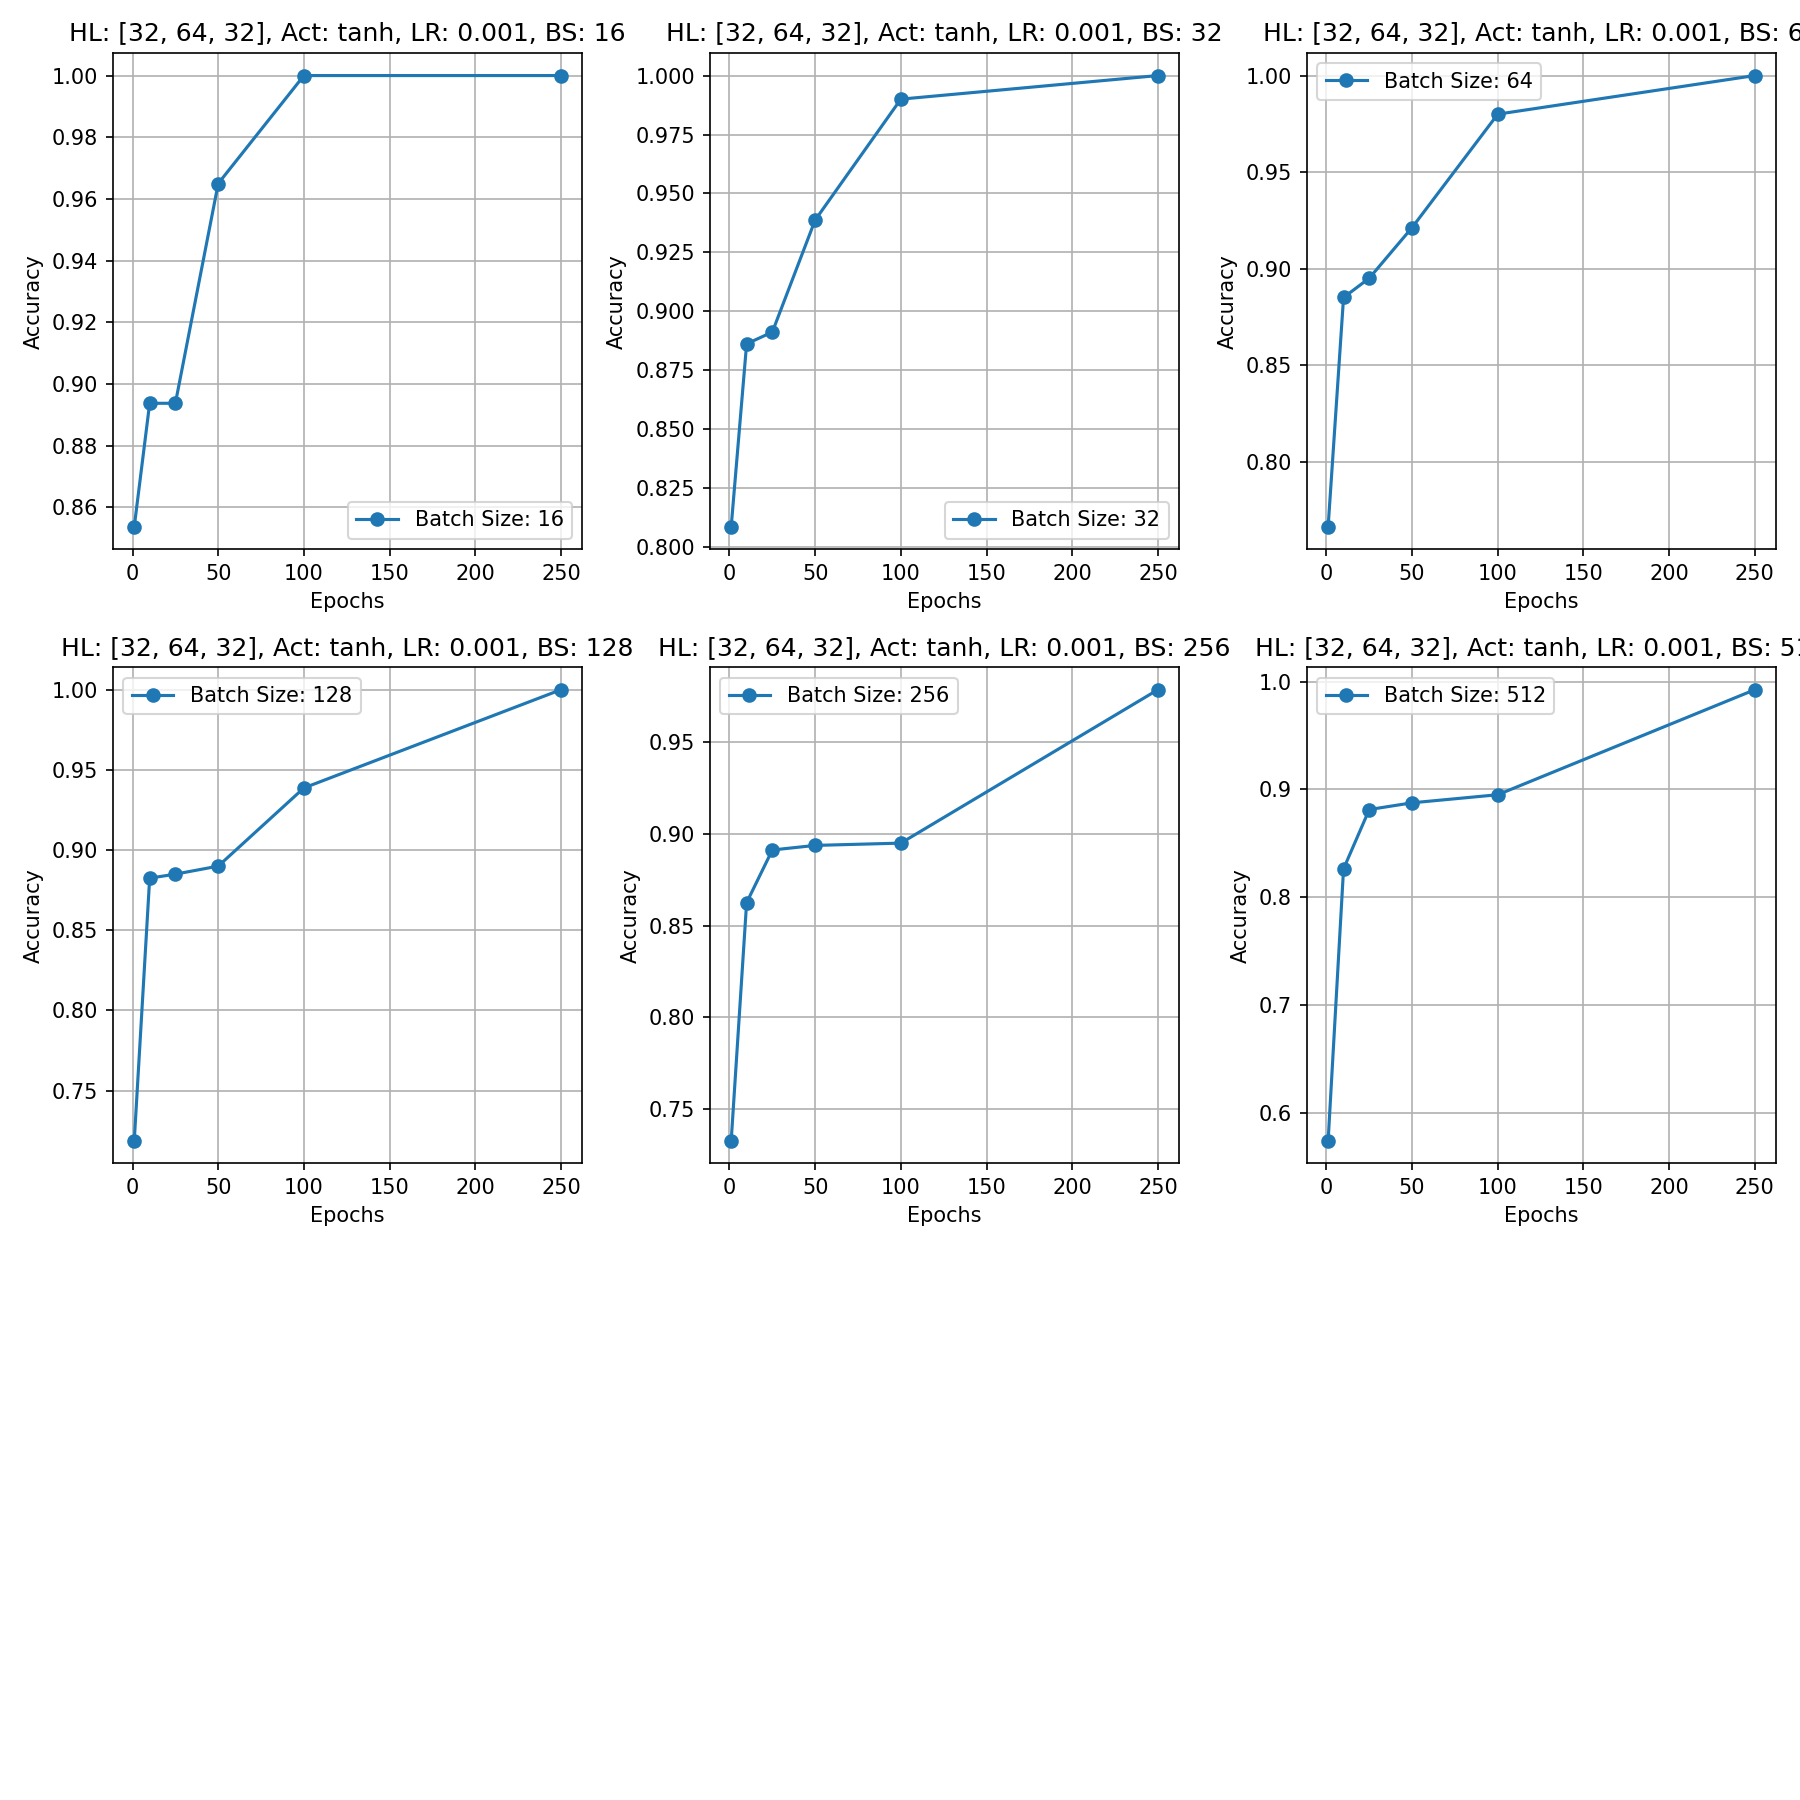 HL: [32, 64, 32], Act: tanh, LR: 0.001, BS: 16
1.00
0.98
0.96
0.94
0.92
0.90
0.88
0.86
Accuracy
Batch Size: 16
0 50 100 150 200 250
Epochs
HL: [32, 64, 32], Act: tanh, LR: 0.001, BS: 32
1.000
0.975
0.950
0.925
0.900
0.875
0.850
0.825
0.800
Accuracy
Batch Size: 32
0 50 100 150 200 250
Epochs
HL: [32, 64, 32], Act: tanh, LR: 0.001, BS: 6
Batch Size: 64
1.00
0.95
0.90
0.85
0.80
Accuracy
0 50 100 150 200 250
Epochs
HL: [32, 64, 32], Act: tanh, LR: 0.001, BS: 128
Batch Size: 128
1.00
0.95
0.90
0.85
0.80
0.75
Accuracy
0 50 100 150 200 250
Epochs
HL: [32, 64, 32], Act: tanh, LR: 0.001, BS: 256
Batch Size: 256
0.95
0.90
0.85
0.80
0.75
Accuracy
0 50 100 150 200 250
Epochs
HL: [32, 64, 32], Act: tanh, LR: 0.001, BS: 51
Batch Size: 512
1.0
0.9
0.8
0.7
0.6
Accuracy
0 50 100 150 200 250
Epochs